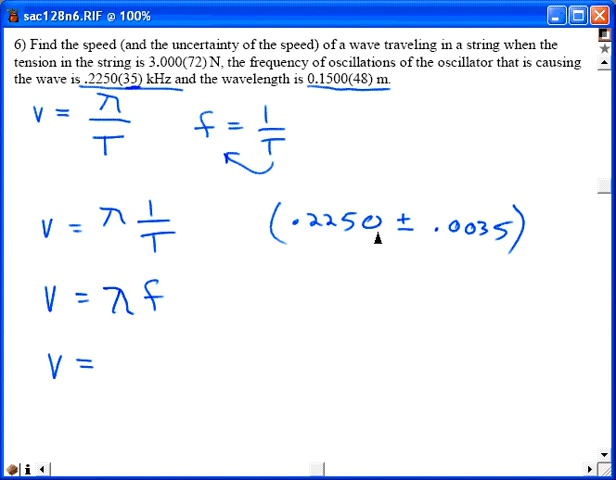 sac128n6.RIF @ 100%
6) Find the speed (and the uncertainty of the speed) of a wave traveling in a string when the
tension in the string is 3.000(72) N, the frequency of oscillations of the oscillator that is causing
the wave is .2250(35) kHz and the wavelength is 0.1500(48) m.
v = λ/T f = 1/T
v = λ 1/T (.2250 ± .0035)
v = λ f
v =
i